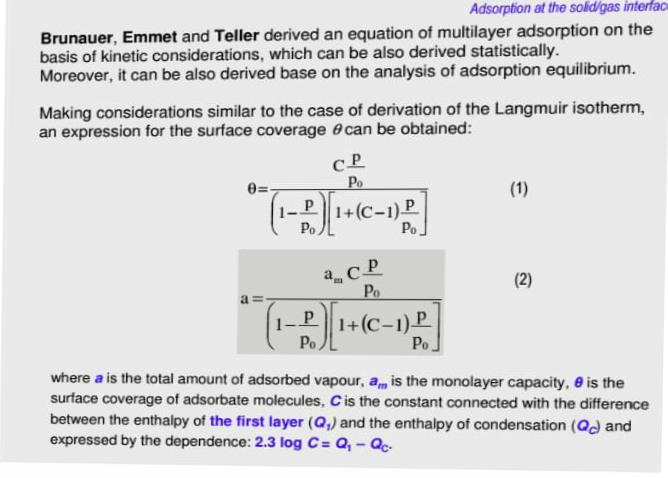 Adsorption at the solid/gas interfac
Brunauer, Emmet and Teller derived an equation of multilayer adsorption on the
basis of kinetic considerations, which can be also derived statistically.
Moreover, it can be also derived base on the analysis of adsorption equilibrium.
Making considerations similar to the case of derivation of the Langmuir isotherm,
an expression for the surface coverage θ can be obtained:
θ = (C p/p₀) / ((1 − p/p₀)[1 + (C−1) p/p₀]) (1)
a = (aₘ C p/p₀) / ((1 − p/p₀)[1 + (C−1) p/p₀]) (2)
where a is the total amount of adsorbed vapour, aₘ is the monolayer capacity, θ is the
surface coverage of adsorbate molecules, C is the constant connected with the difference
between the enthalpy of the first layer (Q₁) and the enthalpy of condensation (Q_C) and
expressed by the dependence: 2.3 log C = Q₁ – Q_C.